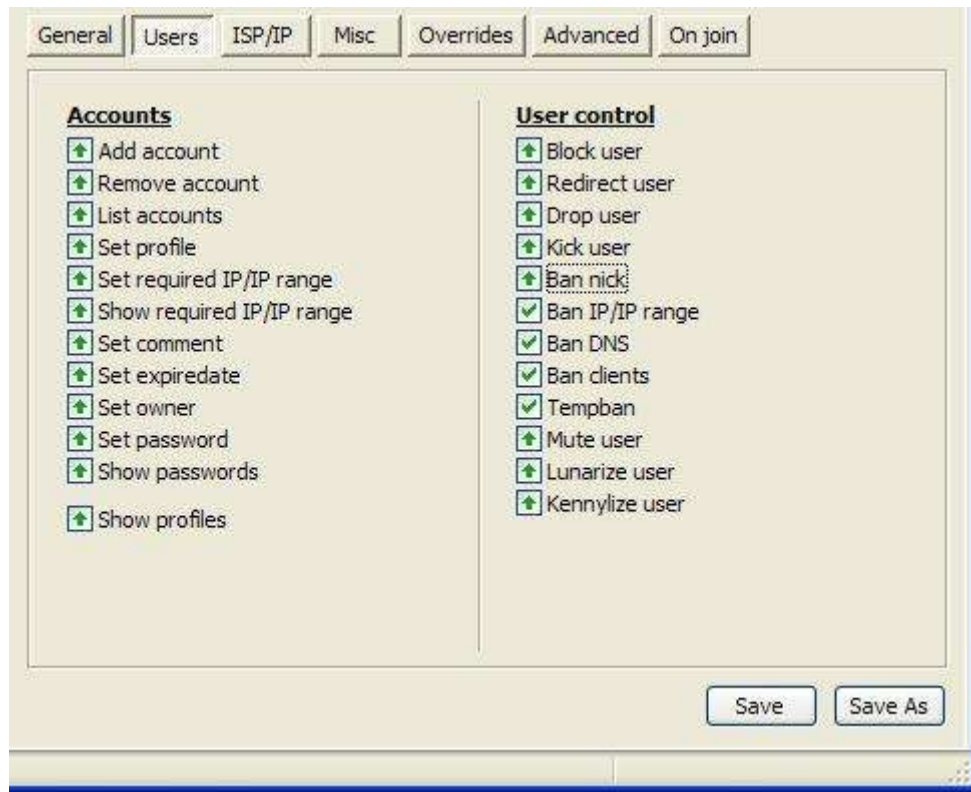 General Users ISP/IP Misc Overrides Advanced On join
Accounts
Add account
Remove account
List accounts
Set profile
Set required IP/IP range
Show required IP/IP range
Set comment
Set expiredate
Set owner
Set password
Show passwords
Show profiles
User control
Block user
Redirect user
Drop user
Kick user
Ban nick
Ban IP/IP range
Ban DNS
Ban clients
Tempban
Mute user
Lunarize user
Kennylize user
Save Save As